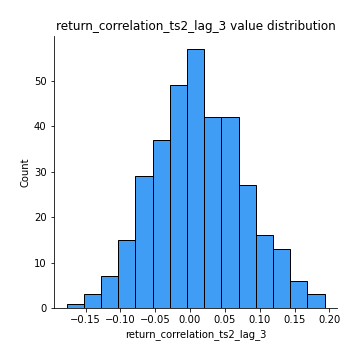 return_correlation_ts2_lag_3 value distribution
Count
50
40
30
20
10
0
−0.15 −0.10 −0.05 0.00 0.05 0.10 0.15 0.20
return_correlation_ts2_lag_3